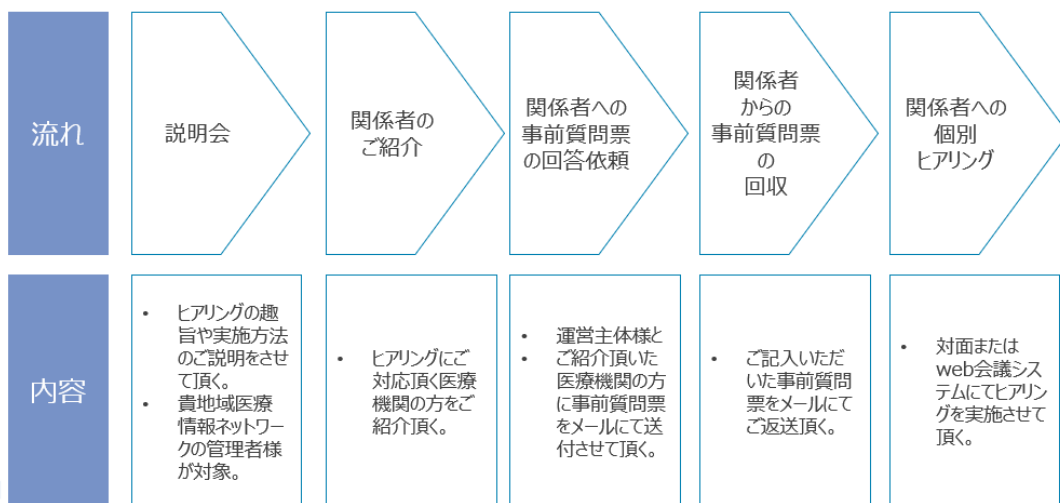 流れ
説明会
関係者の
ご紹介
関係者への
事前質問票
の回答依頼
関係者
からの
事前質問票
の
回収
関係者への
個別
ヒアリング
内容
• ヒアリングの趣
旨や実施方法
のご説明をさせ
て頂く。
• 貴地域医療
情報ネットワー
クの管理者様
が対象。
• ヒアリングにご
対応頂く医療
機関の方をご
紹介頂く。
• 運営主体様と
• ご紹介頂いた
医療機関の方
に事前質問票
をメールにて送
付させて頂く。
• ご記入いただ
いた事前質問
票をメールにて
ご返送頂く。
• 対面または
web会議シス
テムにてヒアリン
グを実施させて
頂く。